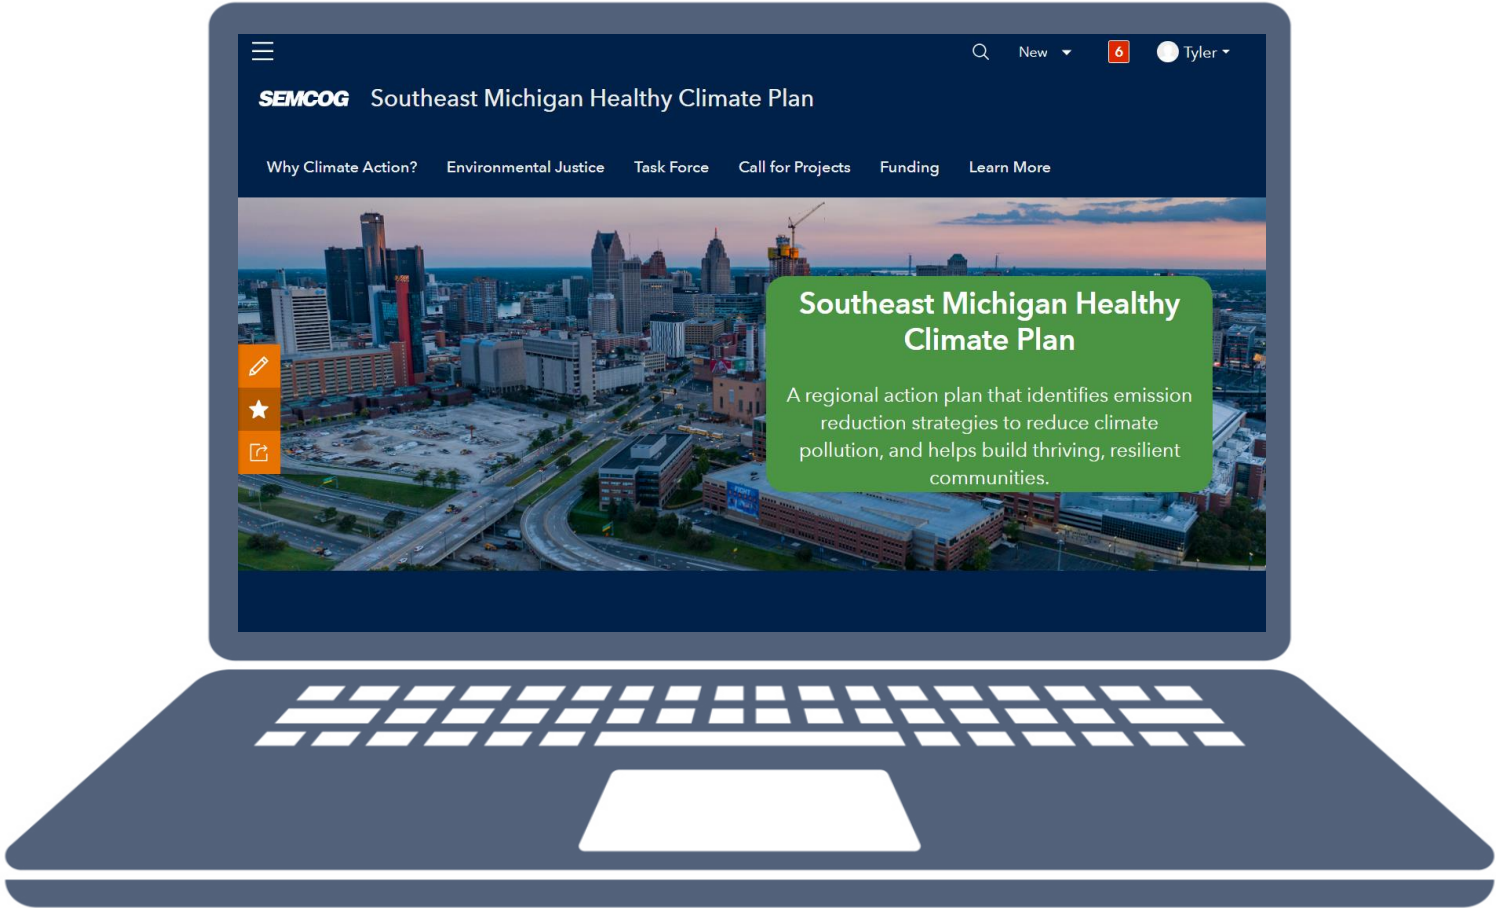 New
6
Tyler
SEMCOG Southeast Michigan Healthy Climate Plan
Why Climate Action? Environmental Justice Task Force Call for Projects Funding Learn More
Southeast Michigan Healthy
Climate Plan
A regional action plan that identifies emission
reduction strategies to reduce climate
pollution, and helps build thriving, resilient
communities.